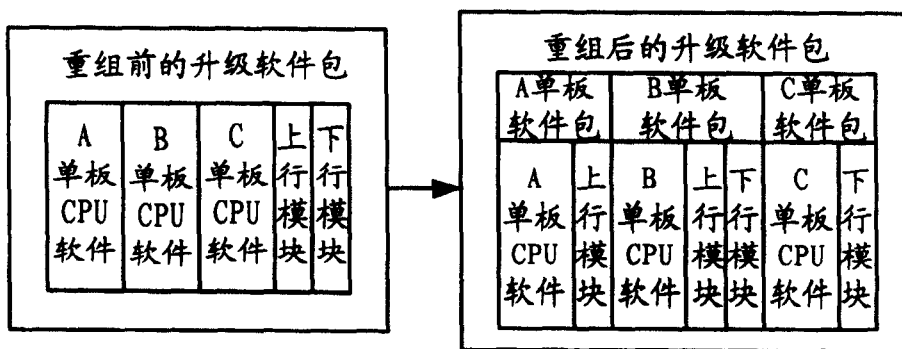 重组前的升级软件包
A
单板
CPU
软件
B
单板
CPU
软件
C
单板
CPU
软件
上
行
模
块
下
行
模
块
重组后的升级软件包
A单板
软件包
B单板
软件包
C单板
软件包
A
单板
CPU
软件
上
行
模
块
B
单板
CPU
软件
上
行
模
块
下
行
模
块
C
单板
CPU
软件
下
行
模
块